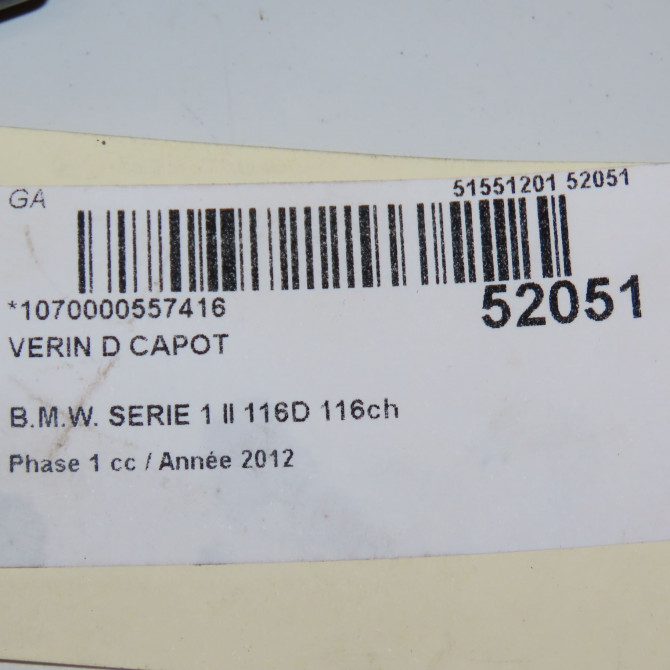 GA
51551201 52051
*1070000557416
52051
VERIN D CAPOT
B.M.W. SERIE 1 II 116D 116ch
Phase 1 cc / Année 2012